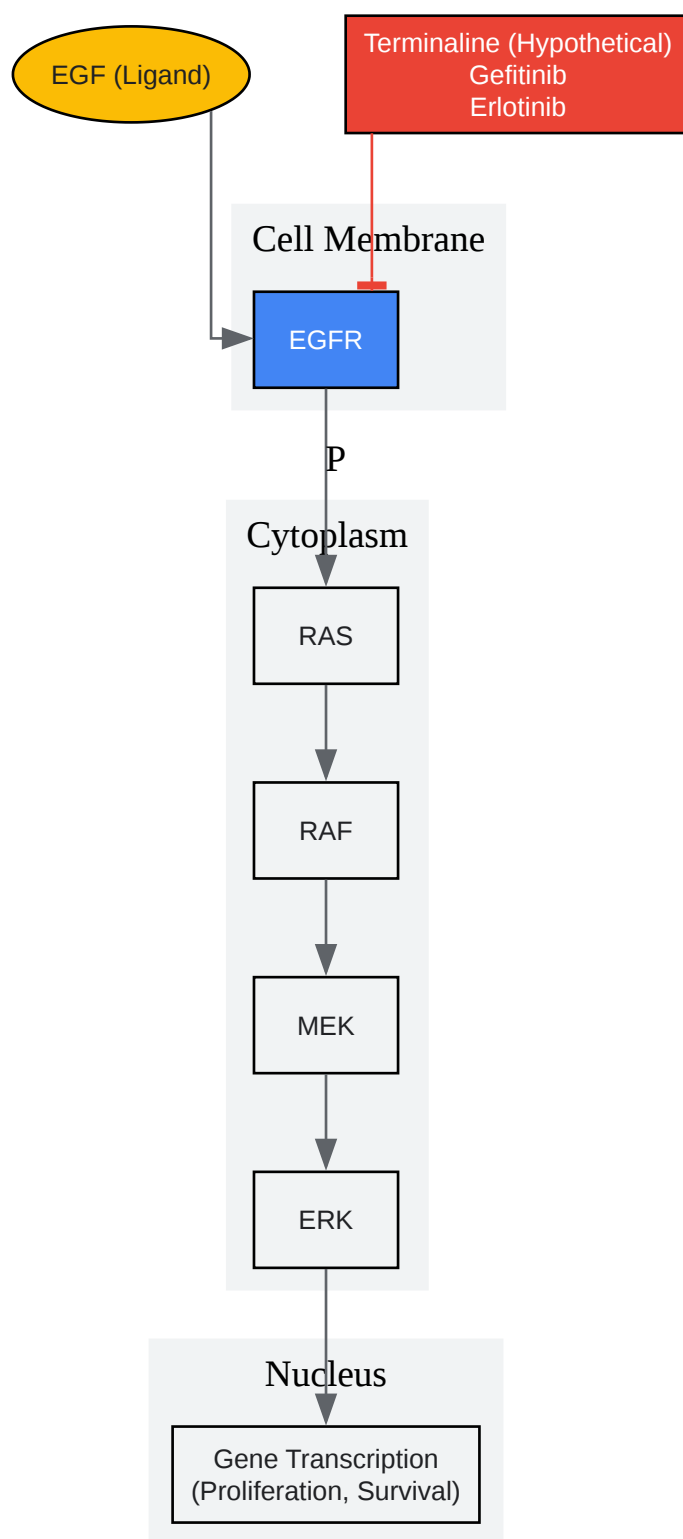 EGF (Ligand)
Terminaline (Hypothetical)
Gefitinib
Erlotinib
Cell Membrane
EGFR
P
Cytoplasm
RAS
RAF
MEK
ERK
Nucleus
Gene Transcription
(Proliferation, Survival)